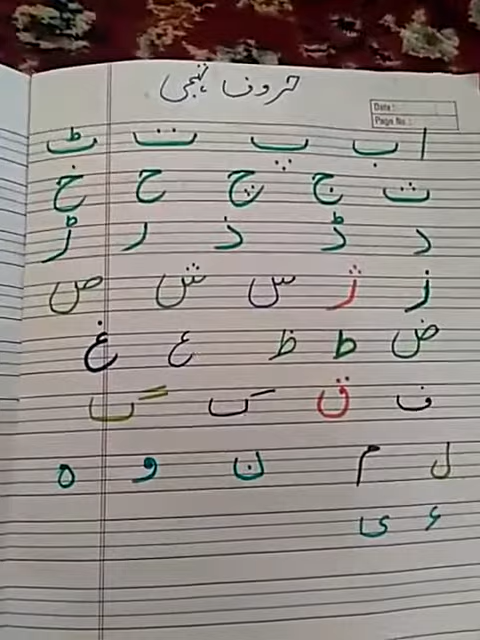 حروف تہجی
Date :
Page No :
ا ب پ ت ٹ
ث ج چ ح خ
د ڈ ذ ر ڑ
ز ژ س ش ص
ض ط ظ ع غ
ف ق ک گ
ل م ن و ہ
ء ی